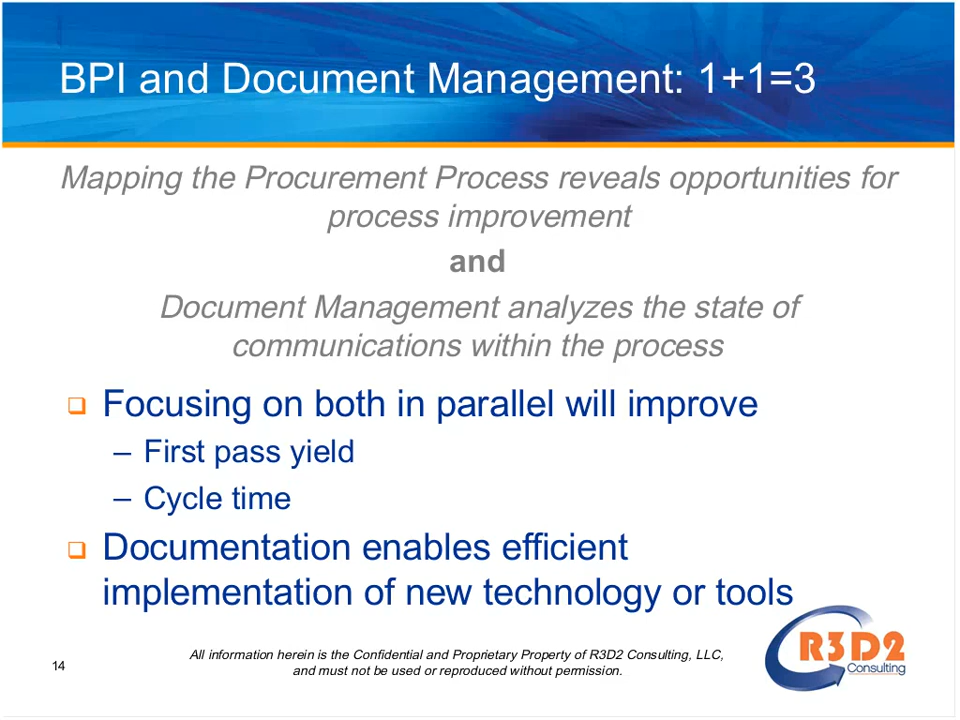 BPI and Document Management: 1+1=3
Mapping the Procurement Process reveals opportunities for
process improvement
and
Document Management analyzes the state of
communications within the process
Focusing on both in parallel will improve
– First pass yield
– Cycle time
Documentation enables efficient
implementation of new technology or tools
14
All information herein is the Confidential and Proprietary Property of R3D2 Consulting, LLC,
and must not be used or reproduced without permission.
R3D2
Consulting